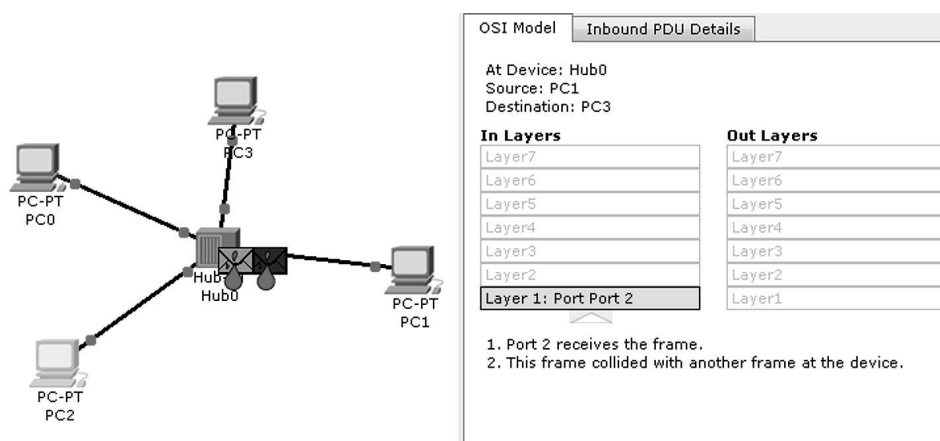 PC-PT
PC3
PC-PT
PC0
Hub0
PC-PT
PC1
PC-PT
PC2
OSI Model
Inbound PDU Details
At Device: Hub0
Source: PC1
Destination: PC3
In Layers
Out Layers
Layer7
Layer7
Layer6
Layer6
Layer5
Layer5
Layer4
Layer4
Layer3
Layer3
Layer2
Layer2
Layer 1: Port Port 2
Layer1
1. Port 2 receives the frame.
2. This frame collided with another frame at the device.